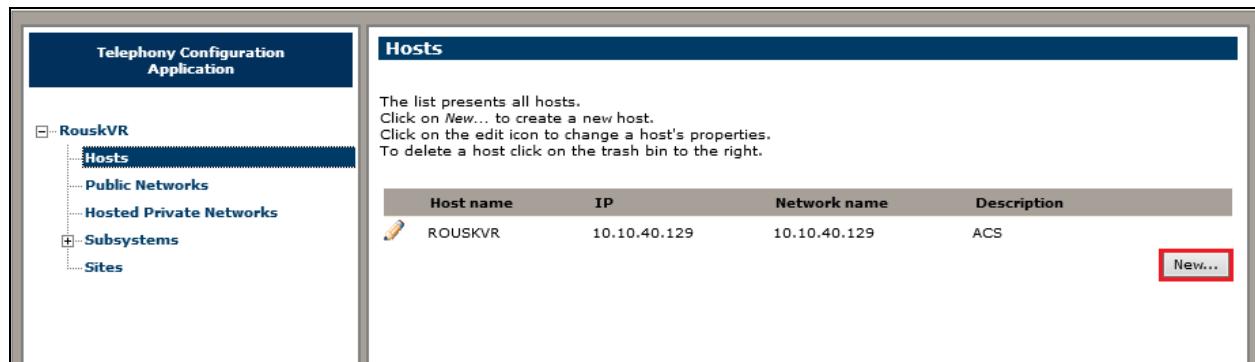 Telephony Configuration
Application
RouskVR
Hosts
Public Networks
Hosted Private Networks
Subsystems
Sites
Hosts
The list presents all hosts.
Click on New... to create a new host.
Click on the edit icon to change a host's properties.
To delete a host click on the trash bin to the right.
Host name IP Network name Description
ROUSKVR 10.10.40.129 10.10.40.129 ACS
New...